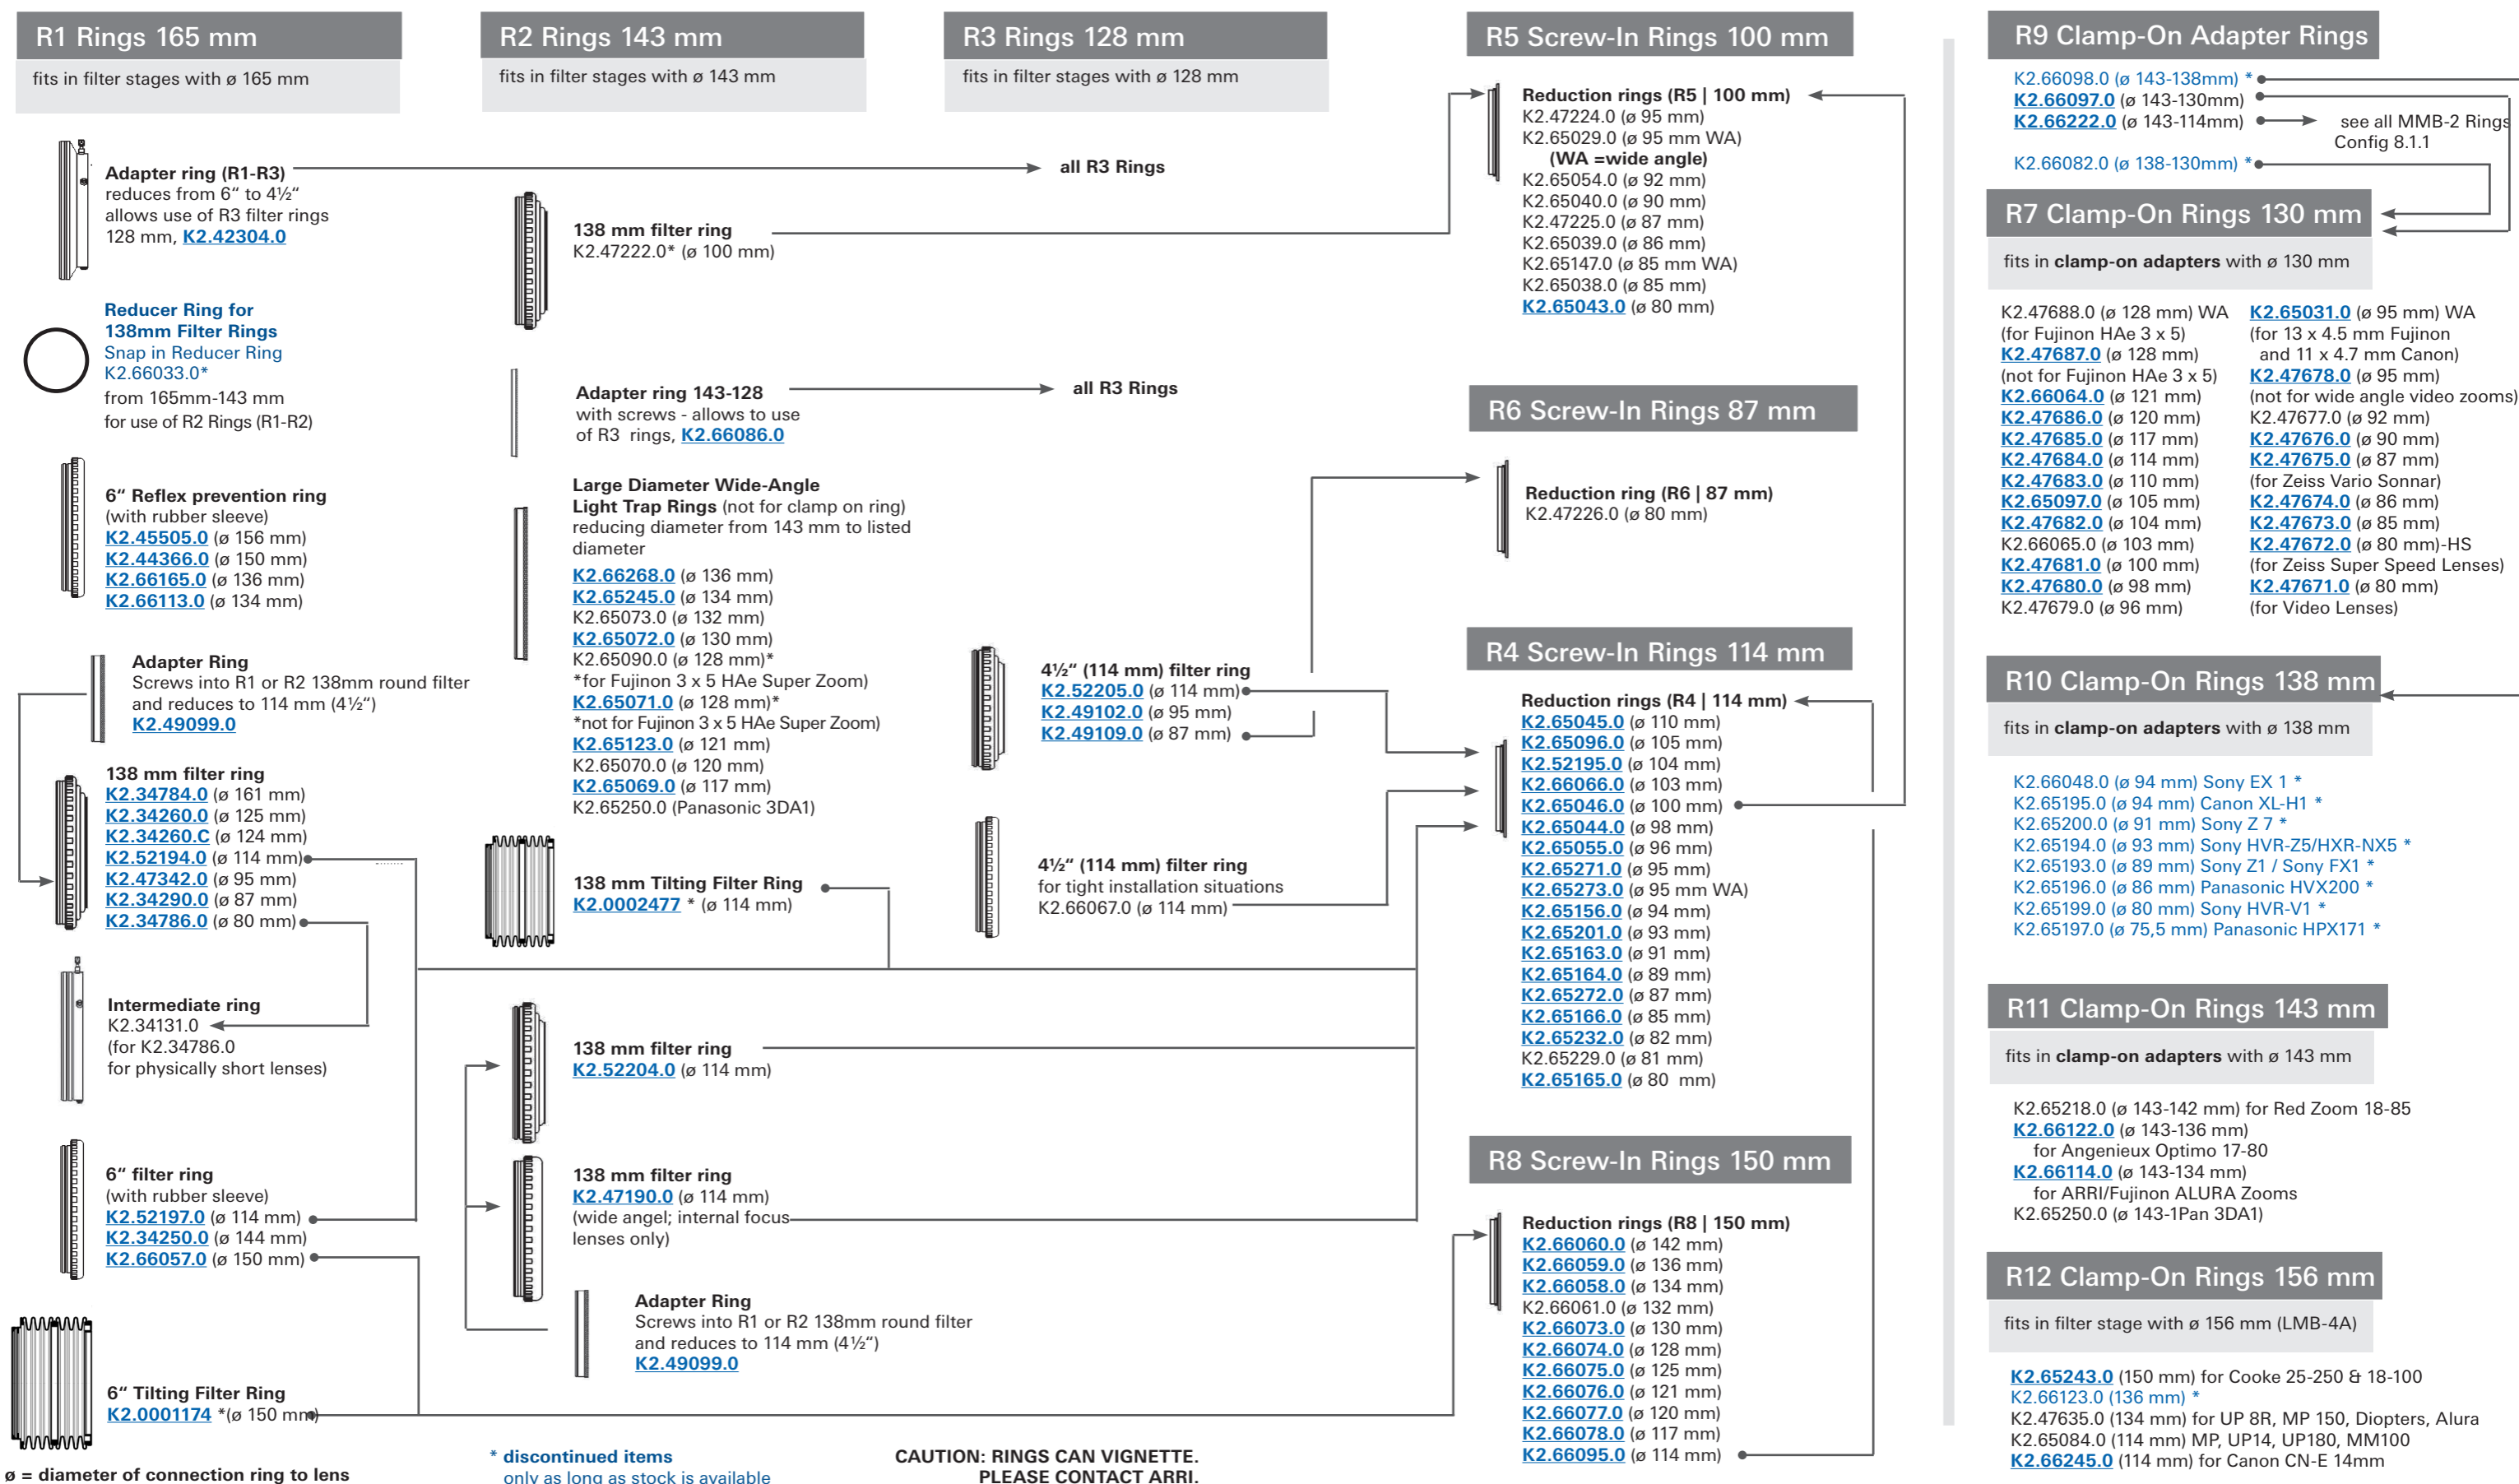 R1 Rings 165 mm
fits in filter stages with ø 165 mm
Adapter ring (R1-R3)
reduces from 6“ to 4½“
allows use of R3 filter rings
128 mm, K2.42304.0
Reducer Ring for
138mm Filter Rings
Snap in Reducer Ring
K2.66033.0*
from 165mm-143 mm
for use of R2 Rings (R1-R2)
6“ Reflex prevention ring
(with rubber sleeve)
K2.45505.0 (ø 156 mm)
K2.44366.0 (ø 150 mm)
K2.66165.0 (ø 136 mm)
K2.66113.0 (ø 134 mm)
Adapter Ring
Screws into R1 or R2 138mm round filter
and reduces to 114 mm (4½“)
K2.49099.0
138 mm filter ring
K2.34784.0 (ø 161 mm)
K2.34260.0 (ø 125 mm)
K2.34260.C (ø 124 mm)
K2.52194.0 (ø 114 mm)
K2.47342.0 (ø 95 mm)
K2.34290.0 (ø 87 mm)
K2.34786.0 (ø 80 mm)
Intermediate ring
K2.34131.0
(for K2.34786.0
for physically short lenses)
6“ filter ring
(with rubber sleeve)
K2.52197.0 (ø 114 mm)
K2.34250.0 (ø 144 mm)
K2.66057.0 (ø 150 mm)
6“ Tilting Filter Ring
K2.0001174 *(ø 150 mm)
ø = diameter of connection ring to lens
R2 Rings 143 mm
fits in filter stages with ø 143 mm
138 mm filter ring
K2.47222.0* (ø 100 mm)
Adapter ring 143-128
with screws - allows to use
of R3 rings, K2.66086.0
Large Diameter Wide-Angle
Light Trap Rings (not for clamp on ring)
reducing diameter from 143 mm to listed
diameter
K2.66268.0 (ø 136 mm)
K2.65245.0 (ø 134 mm)
K2.65073.0 (ø 132 mm)
K2.65072.0 (ø 130 mm)
K2.65090.0 (ø 128 mm)*
*for Fujinon 3 x 5 HAe Super Zoom)
K2.65071.0 (ø 128 mm)*
*not for Fujinon 3 x 5 HAe Super Zoom)
K2.65123.0 (ø 121 mm)
K2.65070.0 (ø 120 mm)
K2.65069.0 (ø 117 mm)
K2.65250.0 (Panasonic 3DA1)
138 mm Tilting Filter Ring
K2.0002477 * (ø 114 mm)
138 mm filter ring
K2.52204.0 (ø 114 mm)
138 mm filter ring
K2.47190.0 (ø 114 mm)
(wide angel; internal focus
lenses only)
Adapter Ring
Screws into R1 or R2 138mm round filter
and reduces to 114 mm (4½“)
K2.49099.0
* discontinued items
only as long as stock is available
R3 Rings 128 mm
fits in filter stages with ø 128 mm
all R3 Rings
all R3 Rings
4½“ (114 mm) filter ring
K2.52205.0 (ø 114 mm)
K2.49102.0 (ø 95 mm)
K2.49109.0 (ø 87 mm)
4½“ (114 mm) filter ring
for tight installation situations
K2.66067.0 (ø 114 mm)
CAUTION: RINGS CAN VIGNETTE.
PLEASE CONTACT ARRI.
R5 Screw-In Rings 100 mm
Reduction rings (R5 | 100 mm)
K2.47224.0 (ø 95 mm)
K2.65029.0 (ø 95 mm WA)
(WA =wide angle)
K2.65054.0 (ø 92 mm)
K2.65040.0 (ø 90 mm)
K2.47225.0 (ø 87 mm)
K2.65039.0 (ø 86 mm)
K2.65147.0 (ø 85 mm WA)
K2.65038.0 (ø 85 mm)
K2.65043.0 (ø 80 mm)
R6 Screw-In Rings 87 mm
Reduction ring (R6 | 87 mm)
K2.47226.0 (ø 80 mm)
R4 Screw-In Rings 114 mm
Reduction rings (R4 | 114 mm)
K2.65045.0 (ø 110 mm)
K2.65096.0 (ø 105 mm)
K2.52195.0 (ø 104 mm)
K2.66066.0 (ø 103 mm)
K2.65046.0 (ø 100 mm)
K2.65044.0 (ø 98 mm)
K2.65055.0 (ø 96 mm)
K2.65271.0 (ø 95 mm)
K2.65273.0 (ø 95 mm WA)
K2.65156.0 (ø 94 mm)
K2.65201.0 (ø 93 mm)
K2.65163.0 (ø 91 mm)
K2.65164.0 (ø 89 mm)
K2.65272.0 (ø 87 mm)
K2.65166.0 (ø 85 mm)
K2.65232.0 (ø 82 mm)
K2.65229.0 (ø 81 mm)
K2.65165.0 (ø 80 mm)
R8 Screw-In Rings 150 mm
Reduction rings (R8 | 150 mm)
K2.66060.0 (ø 142 mm)
K2.66059.0 (ø 136 mm)
K2.66058.0 (ø 134 mm)
K2.66061.0 (ø 132 mm)
K2.66073.0 (ø 130 mm)
K2.66074.0 (ø 128 mm)
K2.66075.0 (ø 125 mm)
K2.66076.0 (ø 121 mm)
K2.66077.0 (ø 120 mm)
K2.66078.0 (ø 117 mm)
K2.66095.0 (ø 114 mm)
R9 Clamp-On Adapter Rings
K2.66098.0 (ø 143-138mm) *
K2.66097.0 (ø 143-130mm)
K2.66222.0 (ø 143-114mm)
see all MMB-2 Rings
Config 8.1.1
K2.66082.0 (ø 138-130mm) *
R7 Clamp-On Rings 130 mm
fits in clamp-on adapters with ø 130 mm
K2.47688.0 (ø 128 mm) WA
(for Fujinon HAe 3 x 5)
K2.47687.0 (ø 128 mm)
(not for Fujinon HAe 3 x 5)
K2.66064.0 (ø 121 mm)
K2.47686.0 (ø 120 mm)
K2.47685.0 (ø 117 mm)
K2.47684.0 (ø 114 mm)
K2.47683.0 (ø 110 mm)
K2.65097.0 (ø 105 mm)
K2.47682.0 (ø 104 mm)
K2.66065.0 (ø 103 mm)
K2.47681.0 (ø 100 mm)
K2.47680.0 (ø 98 mm)
K2.47679.0 (ø 96 mm)
K2.65031.0 (ø 95 mm) WA
(for 13 x 4.5 mm Fujinon
and 11 x 4.7 mm Canon)
K2.47678.0 (ø 95 mm)
(not for wide angle video zooms)
K2.47677.0 (ø 92 mm)
K2.47676.0 (ø 90 mm)
K2.47675.0 (ø 87 mm)
(for Zeiss Vario Sonnar)
K2.47674.0 (ø 86 mm)
K2.47673.0 (ø 85 mm)
K2.47672.0 (ø 80 mm)-HS
(for Zeiss Super Speed Lenses)
K2.47671.0 (ø 80 mm)
(for Video Lenses)
R10 Clamp-On Rings 138 mm
fits in clamp-on adapters with ø 138 mm
K2.66048.0 (ø 94 mm) Sony EX 1 *
K2.65195.0 (ø 94 mm) Canon XL-H1 *
K2.65200.0 (ø 91 mm) Sony Z 7 *
K2.65194.0 (ø 93 mm) Sony HVR-Z5/HXR-NX5 *
K2.65193.0 (ø 89 mm) Sony Z1 / Sony FX1 *
K2.65196.0 (ø 86 mm) Panasonic HVX200 *
K2.65199.0 (ø 80 mm) Sony HVR-V1 *
K2.65197.0 (ø 75,5 mm) Panasonic HPX171 *
R11 Clamp-On Rings 143 mm
fits in clamp-on adapters with ø 143 mm
K2.65218.0 (ø 143-142 mm) for Red Zoom 18-85
K2.66122.0 (ø 143-136 mm)
for Angenieux Optimo 17-80
K2.66114.0 (ø 143-134 mm)
for ARRI/Fujinon ALURA Zooms
K2.65250.0 (ø 143-1Pan 3DA1)
R12 Clamp-On Rings 156 mm
fits in filter stage with ø 156 mm (LMB-4A)
K2.65243.0 (150 mm) for Cooke 25-250 & 18-100
K2.66123.0 (136 mm) *
K2.47635.0 (134 mm) for UP 8R, MP 150, Diopters, Alura
K2.65084.0 (114 mm) MP, UP14, UP180, MM100
K2.66245.0 (114 mm) for Canon CN-E 14mm